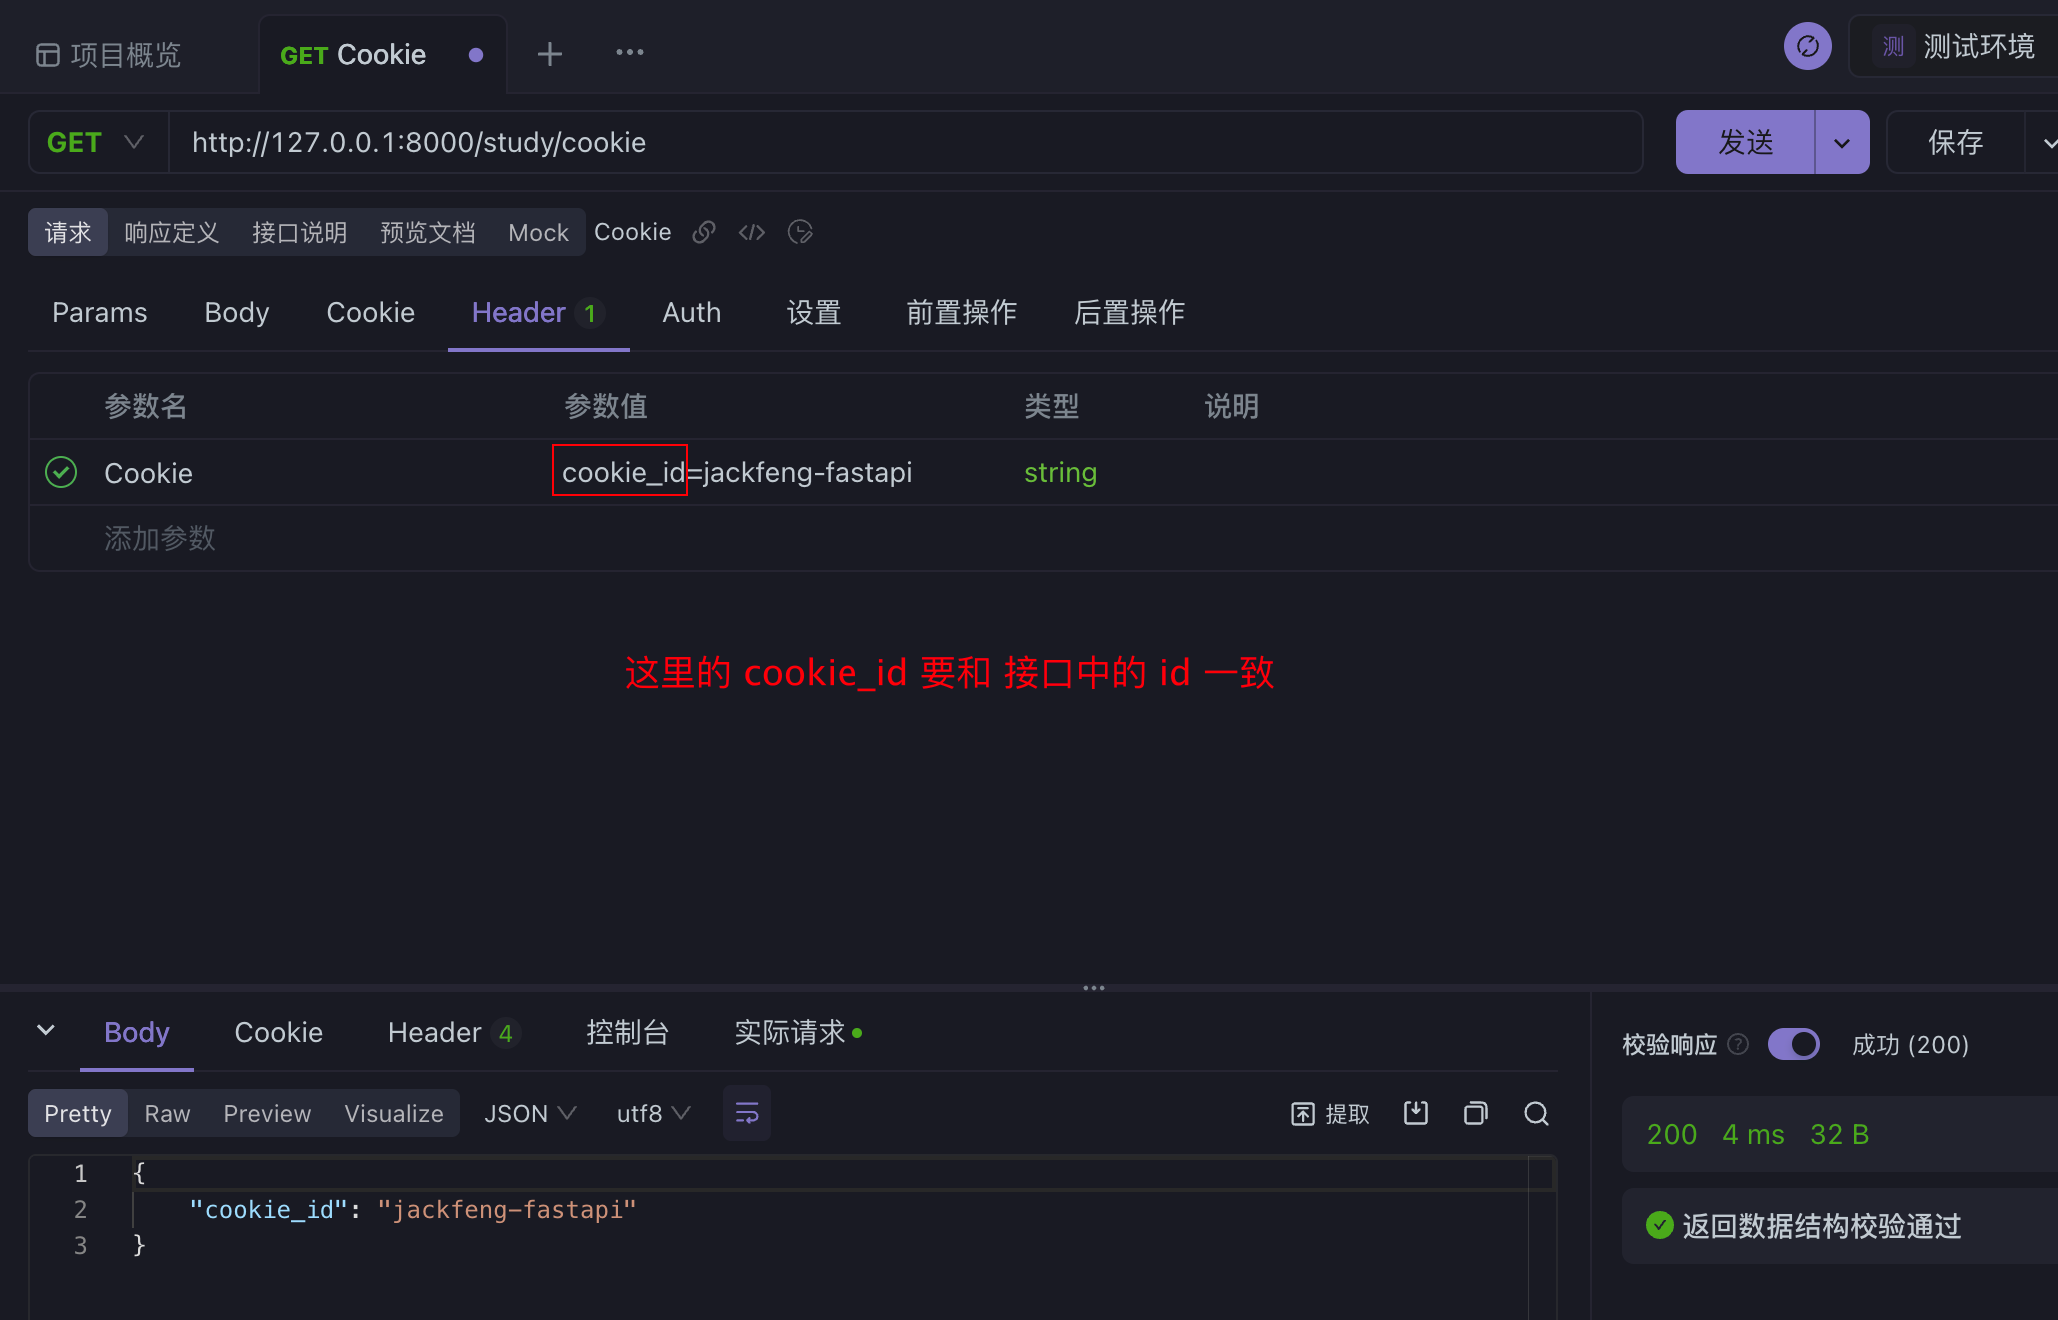 项目概览 GET Cookie 测 测试环境
GET http://127.0.0.1:8000/study/cookie 发送 保存
请求 响应定义 接口说明 预览文档 Mock Cookie
Params Body Cookie Header 1 Auth 设置 前置操作 后置操作
参数名 参数值 类型 说明
Cookie cookie_id=jackfeng-fastapi string
添加参数
这里的 cookie_id 要和 接口中的 id 一致
Body Cookie Header 4 控制台 实际请求
校验响应 ? 成功 (200)
Pretty Raw Preview Visualize JSON utf8 提取
200 4 ms 32 B
1 {
2 "cookie_id": "jackfeng-fastapi"
3 }
返回数据结构校验通过